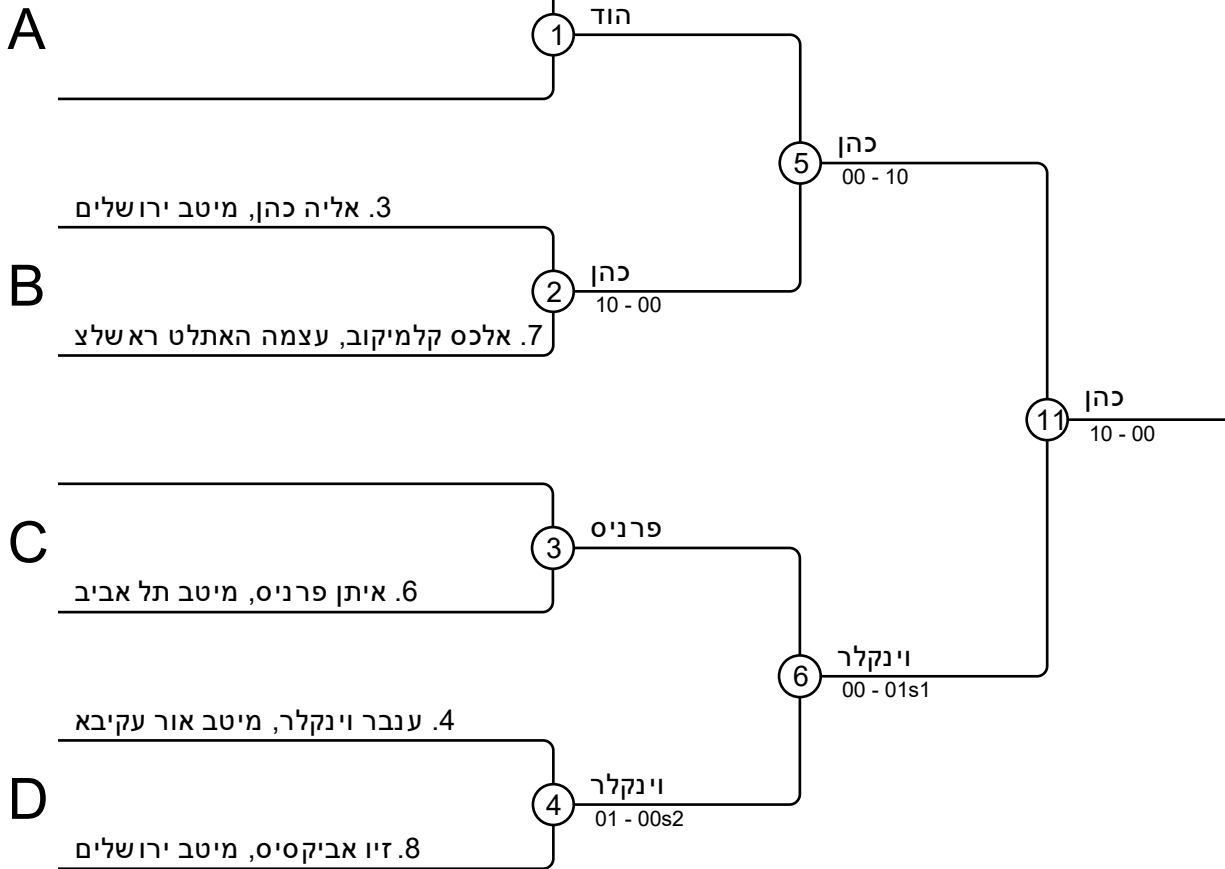 A
1
הוד
5
כהן
00 - 10
3. אליה כהן, מיטב ירושלים
B
2
כהן
10 - 00
7. אלכס קלמיקוב, עצמה האתלט ראשלצ
11
כהן
10 - 00
C
3
פרניס
6. איתן פרניס, מיטב תל אביב
6
וינקלר
00 - 01s1
4. ענבר וינקלר, מיטב אור עקיבא
D
4
וינקלר
01 - 00s2
8. זיו אביקסיס, מיטב ירושלים